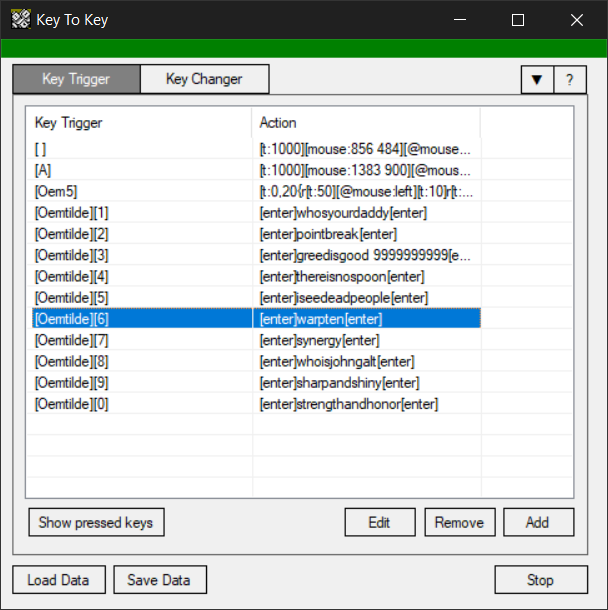 Key To Key
Key Trigger Key Changer ▼ ?
Key Trigger Action
[ ] [t:1000][mouse:856 484][@mouse...
[A] [t:1000][mouse:1383 900][@mouse...
[Oem5] [t:0,20{r[t:50][@mouse:left][t:10]r[t:...
[Oemtilde][1] [enter]whosyourdaddy[enter]
[Oemtilde][2] [enter]pointbreak[enter]
[Oemtilde][3] [enter]greedisgood 9999999999[e...
[Oemtilde][4] [enter]thereisnospoon[enter]
[Oemtilde][5] [enter]iseedeadpeople[enter]
[Oemtilde][6] [enter]warpten[enter]
[Oemtilde][7] [enter]synergy[enter]
[Oemtilde][8] [enter]whoisjohngalt[enter]
[Oemtilde][9] [enter]sharpandshiny[enter]
[Oemtilde][0] [enter]strengthandhonor[enter]
Show pressed keys Edit Remove Add
Load Data Save Data Stop